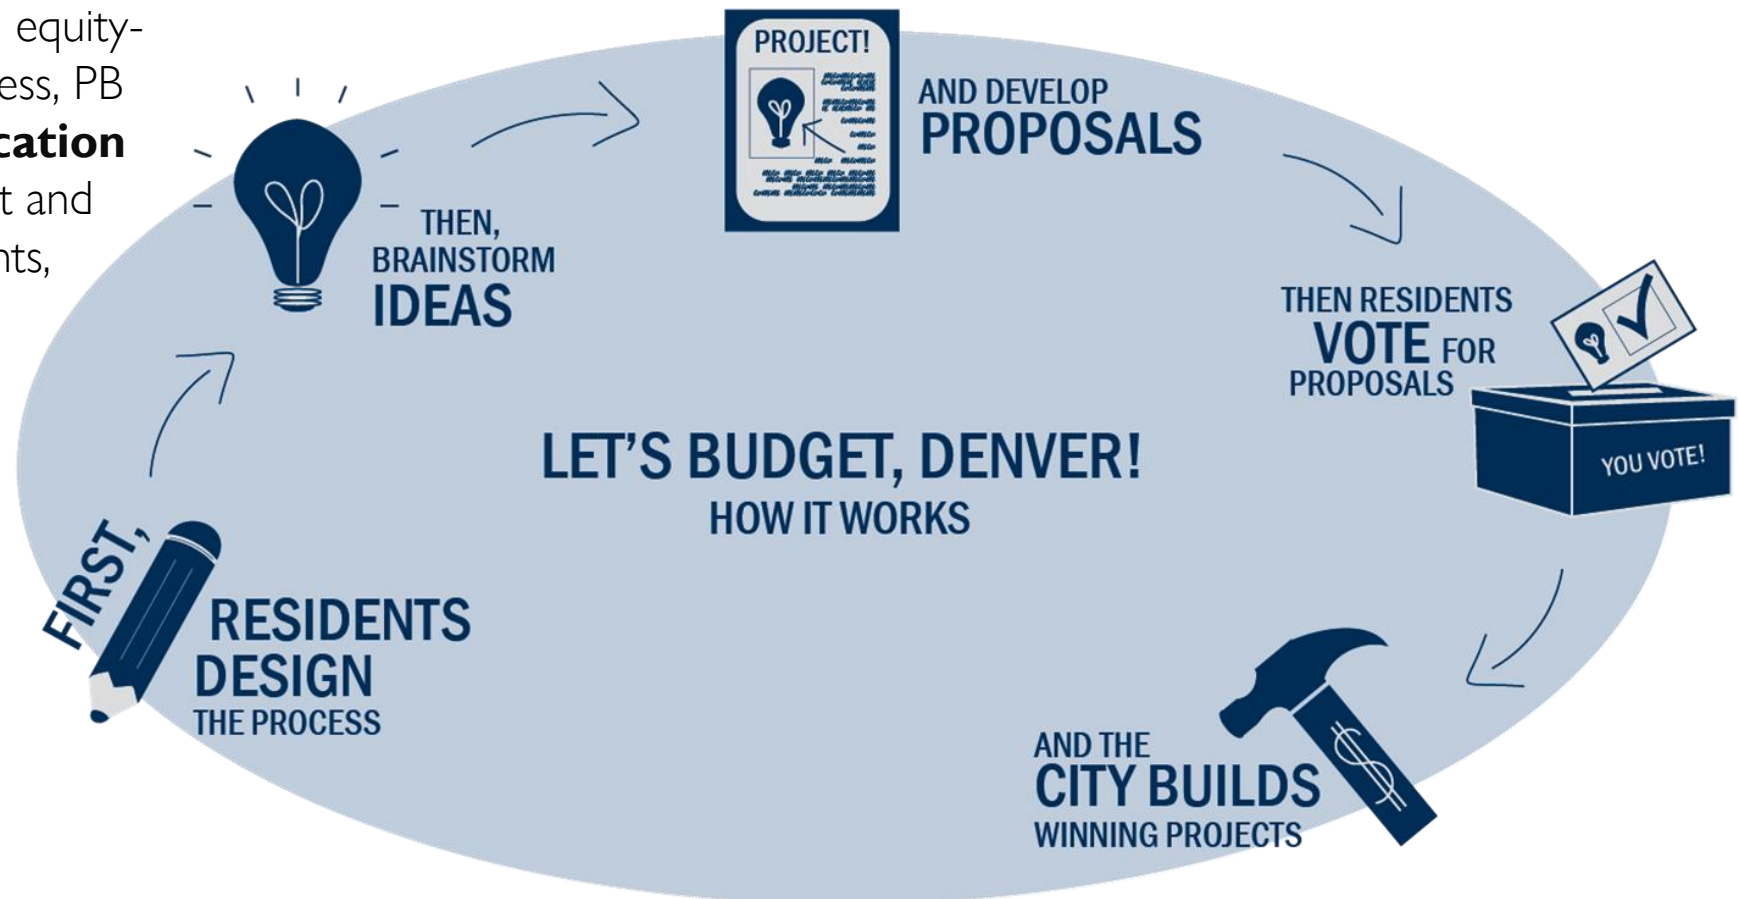 equity-
ess, PB
cation
t and
nts,
FIRST,
RESIDENTS
DESIGN
THE PROCESS
THEN,
BRAINSTORM
IDEAS
PROJECT!
AND DEVELOP
PROPOSALS
THEN RESIDENTS
VOTE FOR
PROPOSALS
YOU VOTE!
AND THE
CITY BUILDS
WINNING PROJECTS
LET'S BUDGET, DENVER!
HOW IT WORKS